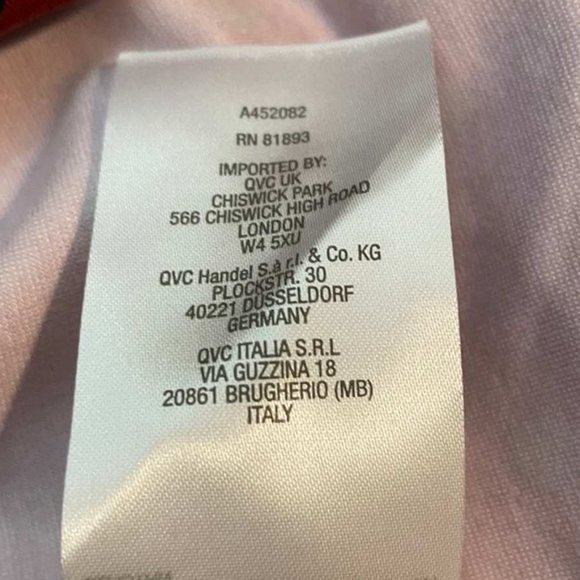 A452082
RN 81893
IMPORTED BY:
QVC UK
CHISWICK PARK
566 CHISWICK HIGH ROAD
LONDON
W4 5XU
QVC Handel S.à r.l. & Co. KG
PLOCKSTR. 30
40221 DÜSSELDORF
GERMANY
QVC ITALIA S.R.L
VIA GUZZINA 18
20861 BRUGHERIO (MB)
ITALY